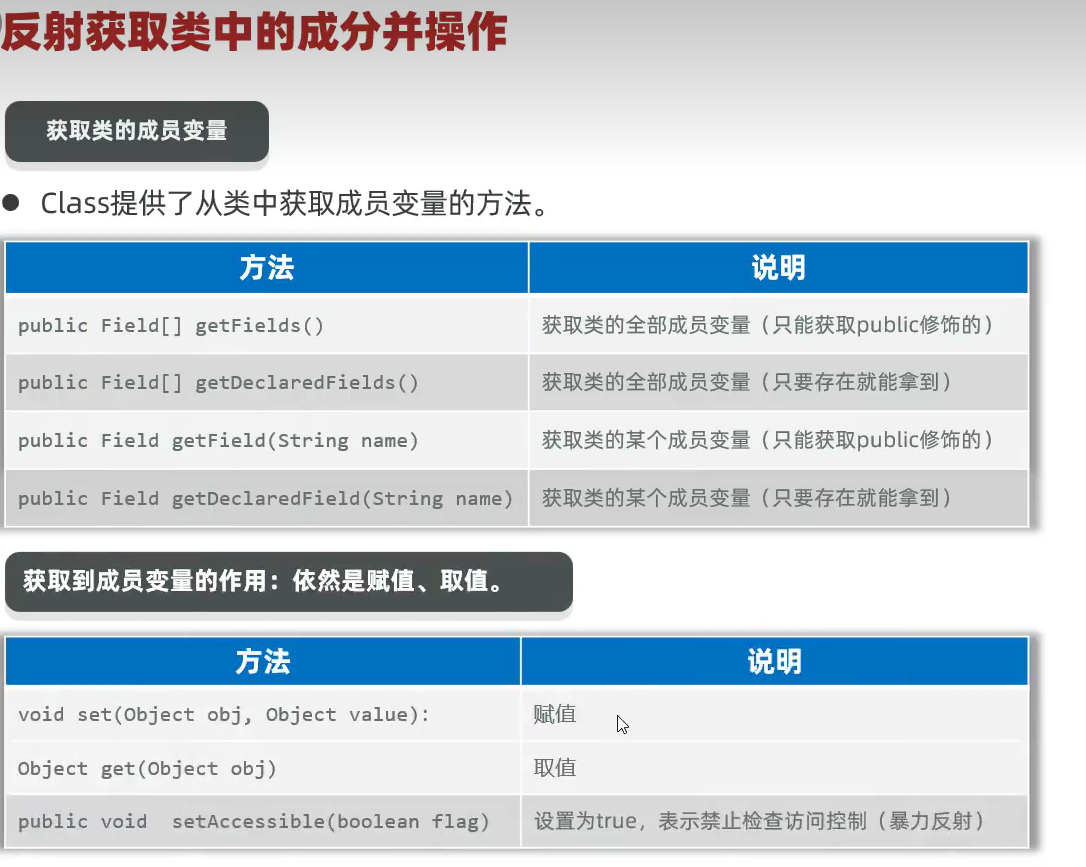 反射获取类中的成分并操作
获取类的成员变量
Class提供了从类中获取成员变量的方法。
方法 说明
public Field[] getFields() 获取类的全部成员变量（只能获取public修饰的）
public Field[] getDeclaredFields() 获取类的全部成员变量（只要存在就能拿到）
public Field getField(String name) 获取类的某个成员变量（只能获取public修饰的）
public Field getDeclaredField(String name) 获取类的某个成员变量（只要存在就能拿到）
获取到成员变量的作用：依然是赋值、取值。
方法 说明
void set(Object obj, Object value): 赋值
Object get(Object obj) 取值
public void  setAccessible(boolean flag) 设置为true，表示禁止检查访问控制（暴力反射）